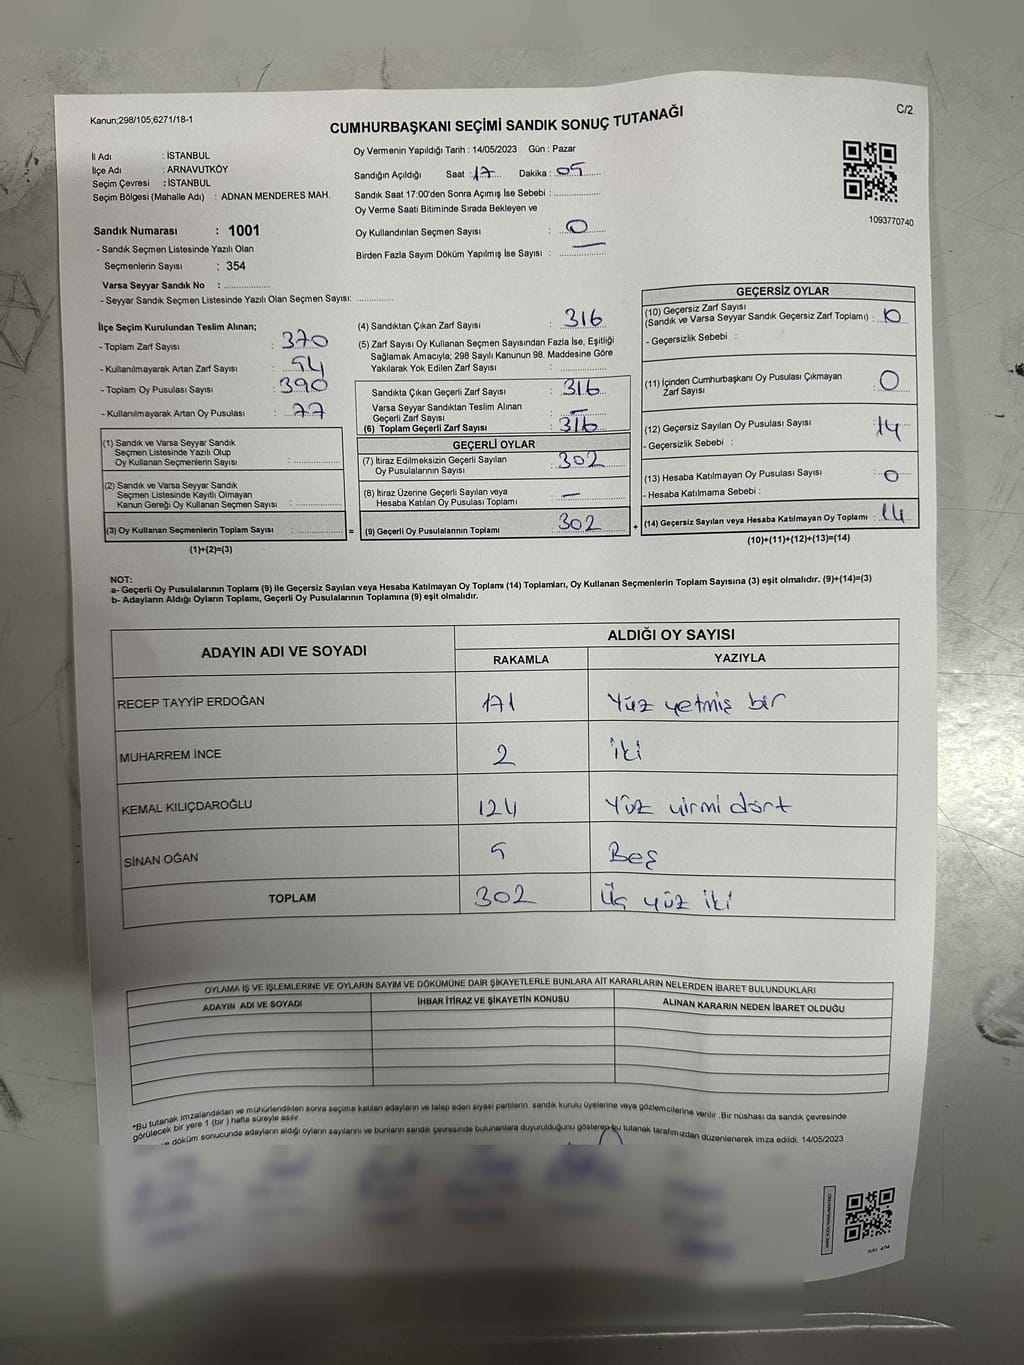 Kanun;298/105;6271/18-1
C/2
CUMHURBAŞKANI SEÇİMİ SANDIK SONUÇ TUTANAĞI
İl Adı : İSTANBUL
İlçe Adı : ARNAVUTKÖY
Seçim Çevresi : İSTANBUL
Seçim Bölgesi (Mahalle Adı) : ADNAN MENDERES MAH.
Oy Vermenin Yapıldığı Tarih : 14/05/2023 Gün : Pazar
Sandığın Açıldığı Saat : 17 Dakika : 05
Sandık Saat 17:00'den Sonra Açımış İse Sebebi :
Oy Verme Saati Bitiminde Sırada Bekleyen ve
Oy Kullandırılan Seçmen Sayısı : 0
Birden Fazla Sayım Döküm Yapılmış İse Sayısı : —
1093770740
Sandık Numarası : 1001
- Sandık Seçmen Listesinde Yazılı Olan
Seçmenlerin Sayısı : 354
Varsa Seyyar Sandık No :
- Seyyar Sandık Seçmen Listesinde Yazılı Olan Seçmen Sayısı:
İlçe Seçim Kurulundan Teslim Alınan;
- Toplam Zarf Sayısı : 370
- Kullanılmayarak Artan Zarf Sayısı : 54
- Toplam Oy Pusulası Sayısı : 390
- Kullanılmayarak Artan Oy Pusulası : 77
(1) Sandık ve Varsa Seyyar Sandık
Seçmen Listesinde Yazılı Olup
Oy Kullanan Seçmenlerin Sayısı :
(2) Sandık ve Varsa Seyyar Sandık
Seçmen Listesinde Kayıtlı Olmayan
Kanun Gereği Oy Kullanan Seçmen Sayısı :
(3) Oy Kullanan Seçmenlerin Toplam Sayısı :
(1)+(2)=(3)
(4) Sandıktan Çıkan Zarf Sayısı : 316
(5) Zarf Sayısı Oy Kullanan Seçmen Sayısından Fazla İse, Eşitliği
Sağlamak Amacıyla; 298 Sayılı Kanunun 98. Maddesine Göre
Yakılarak Yok Edilen Zarf Sayısı :
Sandıkta Çıkan Geçerli Zarf Sayısı : 316
Varsa Seyyar Sandıktan Teslim Alınan
Geçerli Zarf Sayısı : —
(6) Toplam Geçerli Zarf Sayısı : 316
GEÇERLİ OYLAR
(7) İtiraz Edilmeksizin Geçerli Sayılan
Oy Pusulalarının Sayısı : 302
(8) İtiraz Üzerine Geçerli Sayılan veya
Hesaba Katılan Oy Pusulası Toplamı : —
= (9) Geçerli Oy Pusulalarının Toplamı : 302
GEÇERSİZ OYLAR
(10) Geçersiz Zarf Sayısı
(Sandık ve Varsa Seyyar Sandık Geçersiz Zarf Toplamı) : 0
- Geçersizlik Sebebi :
(11) İçinden Cumhurbaşkanı Oy Pusulası Çıkmayan
Zarf Sayısı : 0
(12) Geçersiz Sayılan Oy Pusulası Sayısı : 14
- Geçersizlik Sebebi :
(13) Hesaba Katılmayan Oy Pusulası Sayısı : 0
- Hesaba Katılmama Sebebi :
+ (14) Geçersiz Sayılan veya Hesaba Katılmayan Oy Toplamı : 14
(10)+(11)+(12)+(13)=(14)
NOT:
a- Geçerli Oy Pusulalarının Toplamı (9) ile Geçersiz Sayılan veya Hesaba Katılmayan Oy Toplamı (14) Toplamları, Oy Kullanan Seçmenlerin Toplam Sayısına (3) eşit olmalıdır. (9)+(14)=(3)
b- Adayların Aldığı Oyların Toplamı, Geçerli Oy Pusulalarının Toplamına (9) eşit olmalıdır.
ADAYIN ADI VE SOYADI
ALDIĞI OY SAYISI
RAKAMLA YAZIYLA
RECEP TAYYİP ERDOĞAN 171 Yüz yetmiş bir
MUHARREM İNCE 2 iki
KEMAL KILIÇDAROĞLU 124 Yüz yirmi dört
SİNAN OĞAN 5 Beş
TOPLAM 302 Üç yüz iki
OYLAMA İŞ VE İŞLEMLERİNE VE OYLARIN SAYIM VE DÖKÜMÜNE DAİR ŞİKAYETLERLE BUNLARA AİT KARARLARIN NELERDEN İBARET BULUNDUKLARI
ADAYIN ADI VE SOYADI İHBAR İTİRAZ VE ŞİKAYETİN KONUSU ALINAN KARARIN NEDEN İBARET OLDUĞU
*Bu tutanak imzalandıktan ve mühürlendikten sonra seçime katılan adayların ve talep eden siyasi partilerin sandık kurulu üyelerine veya gözlemcilerine verilir .Bir nüshası da sandık çevresinde
görülecek bir yere 1 (bir ) hafta süreyle asılır.
döküm sonucunda adayların aldığı oyların sayılarını ve bunların sandık çevresinde bulunanlara duyurulduğunu gösteren bu tutanak tarafımızdan düzenlenerek imza edildi. 14/05/2023